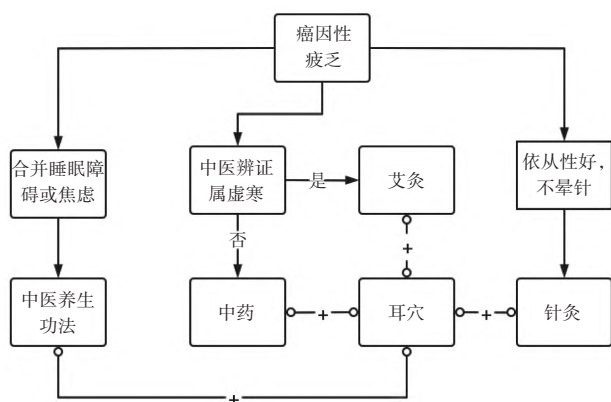 癌因性
疲乏
合并睡眠障
碍或焦虑
中医辨证
属虚寒
是
艾灸
依从性好，
不晕针
否
+
中医养生
功法
中药
+
耳穴
+
针灸
+